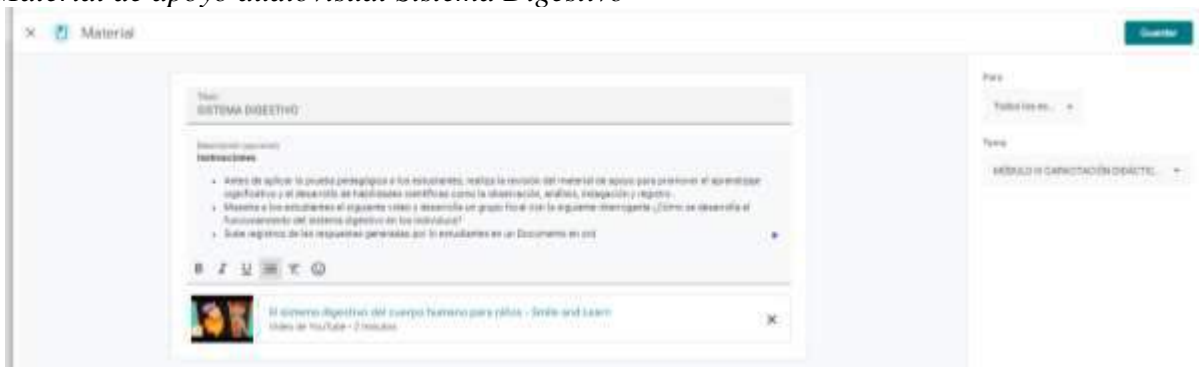 Material de apoyo audiovisual Sistema Digestivo
Material
Guardar
Título
SISTEMA DIGESTIVO
Descripción (opcional)
Instrucciones
Antes de aplicar la prueba pedagógica a los estudiantes, realiza la revisión del material de apoyo para promover el aprendizaje
significativo y el desarrollo de habilidades científicas como la observación, análisis, indagación y registro.
Muestra a los estudiantes el siguiente video y desarrolla un grupo focal con la siguiente interrogante ¿Cómo se desarrolla el
funcionamiento del sistema digestivo en los individuos?
Sube registros de las respuestas generadas por lo estudiantes en un Documento en
B I U
El sistema digestivo del cuerpo humano para niños - Smile and Learn
Video de YouTube • 2 minutos
Para
Todos los es...
Tema
MÓDULO III CAPACITACIÓN DIDÁCTIC...